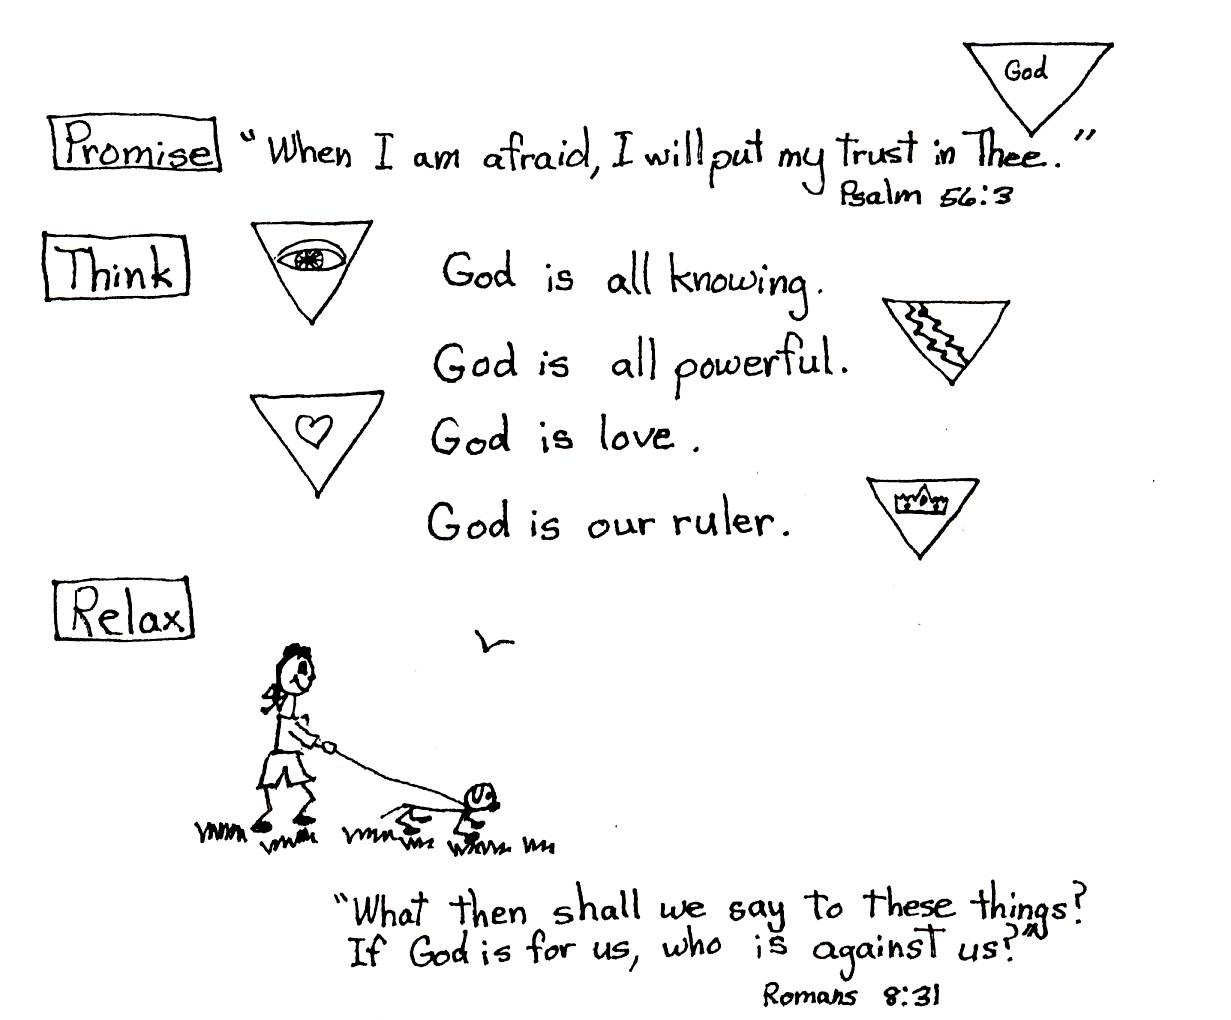 God
Promise "When I am afraid, I will put my trust in Thee."
Psalm 56:3
Think
God is all knowing.
God is all powerful.
God is love.
God is our ruler.
Relax
"What then shall we say to these things?
If God is for us, who is against us?"
Romans 8:31